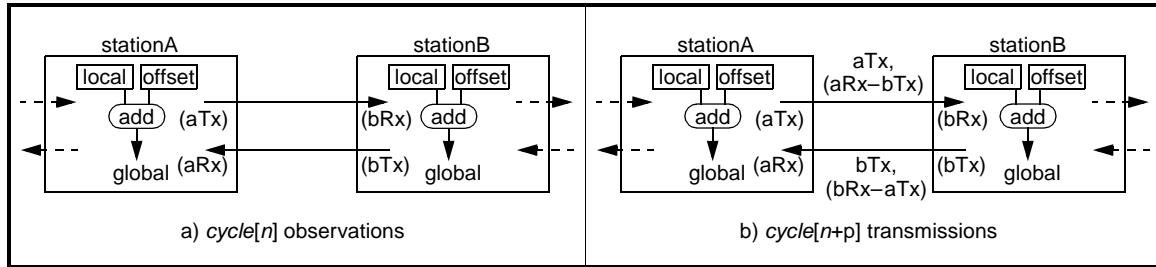 stationA
stationB
local offset
local offset
add
add
(aTx)
(bRx)
(aRx)
(bTx)
global
global
a) cycle[n] observations
stationA
stationB
aTx,
(aRx–bTx)
local offset
local offset
add
add
(aTx)
(bRx)
(aRx)
(bTx)
bTx,
(bRx–aTx)
global
global
b) cycle[n+p] transmissions